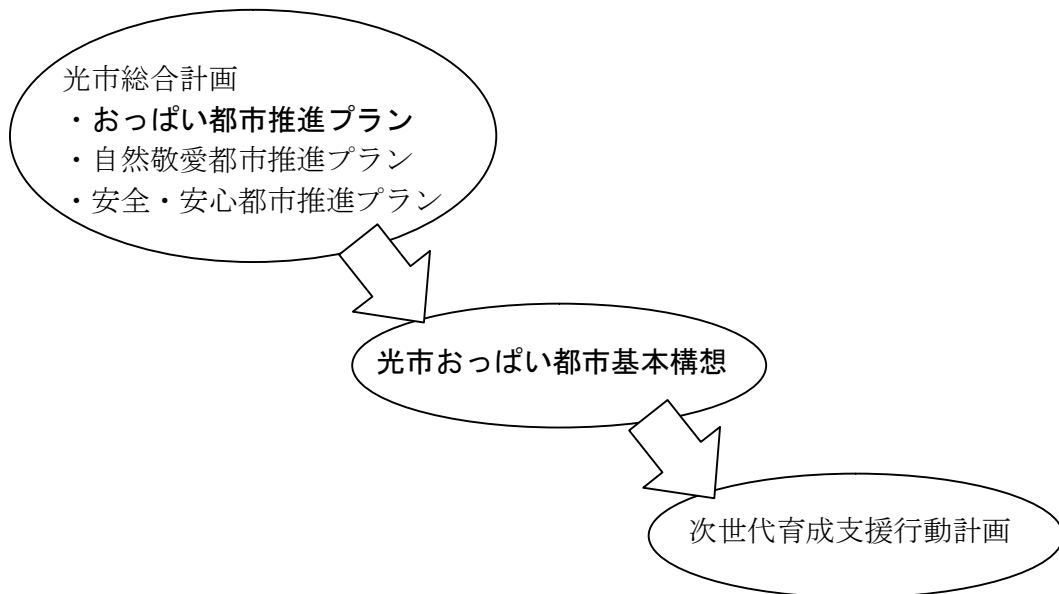 光市総合計画
・おっぱい都市推進プラン
・自然敬愛都市推進プラン
・安全・安心都市推進プラン
光市おっぱい都市基本構想
次世代育成支援行動計画